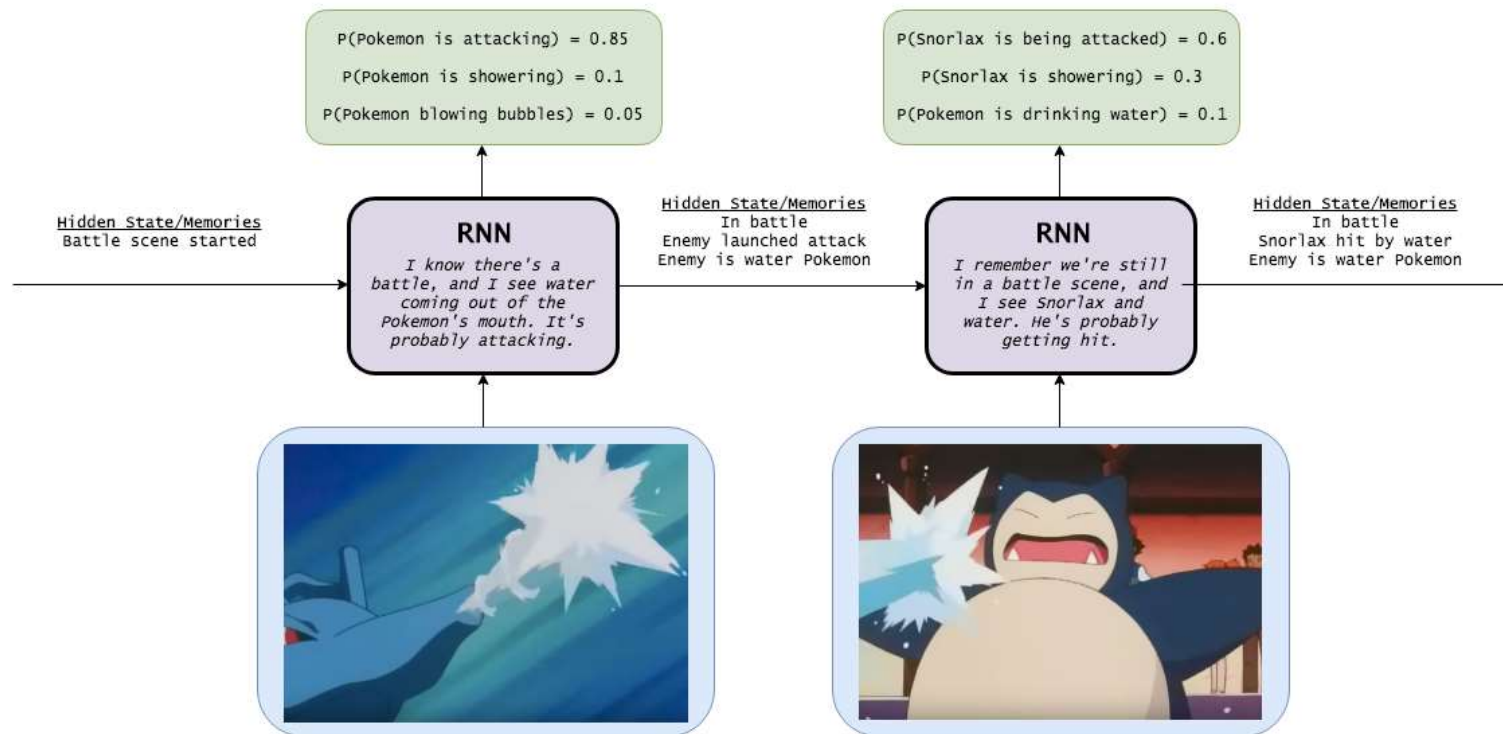 P(Pokemon is attacking) = 0.85
P(Pokemon is showering) = 0.1
P(Pokemon blowing bubbles) = 0.05
P(Snorlax is being attacked) = 0.6
P(Snorlax is showering) = 0.3
P(Pokemon is drinking water) = 0.1
Hidden State/Memories
Battle scene started
RNN
I know there's a
battle, and I see water
coming out of the
Pokemon's mouth. It's
probably attacking.
Hidden State/Memories
In battle
Enemy launched attack
Enemy is water Pokemon
RNN
I remember we're still
in a battle scene, and
I see Snorlax and
water. He's probably
getting hit.
Hidden State/Memories
In battle
Snorlax hit by water
Enemy is water Pokemon